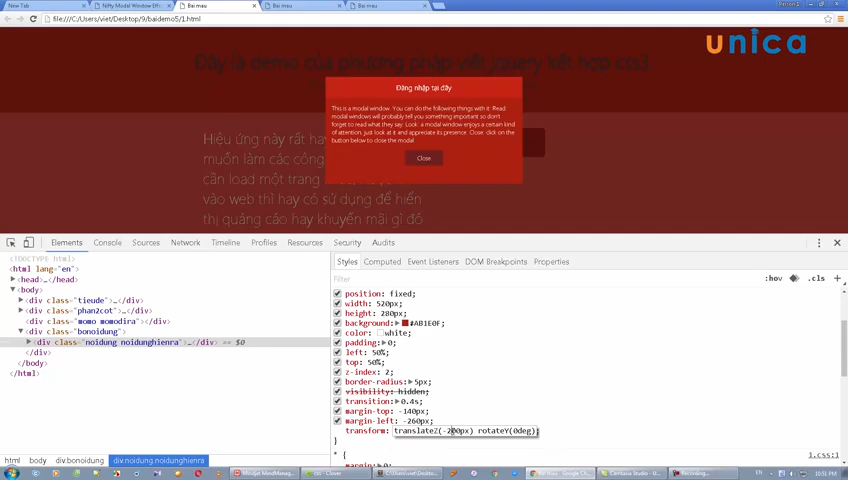 New Tab
Nifty Modal Window Effe
Bai mau
Bai mau
Bai mau
file:///C:/Users/viet/Desktop/9/baidemo5/1.html
unica
Đây là demo của phương pháp viết jquery kết hợp css3
Đăng nhập tại đây
This is a modal window. You can do the following things with it: Read
modal windows will probably tell you something important so don't
forget to read what they say. Look: a modal window enjoys a certain kind
of attention, just look at it and appreciate its presence. Close: click on the
button below to close the modal.
Close
Hiệu ứng này rất hay
muốn làm các công
cần load một trang
vào web thì hay có sử dụng để hiển
thị quảng cáo hay khuyến mãi gì đó
Elements Console Sources Network Timeline Profiles Resources Security Audits
<!DOCTYPE html>
<html lang="en">
<head>…</head>
<body>
<div class="tieude">…</div>
<div class="phan2cot">…</div>
<div class="momo momodira">…</div>
<div class="bonoidung">
<div class="noidung noidunghienra">…</div> == $0
</div>
</body>
</html>
html body div.bonoidung div.noidung.noidunghienra
Styles Computed Event Listeners DOM Breakpoints Properties
Filter
:hov .cls +
position: fixed;
width: 520px;
height: 280px;
background: #AB1E0F;
color: white;
padding: 0;
left: 50%;
top: 50%;
z-index: 2;
border-radius: 5px;
visibility: hidden;
transition: 0.4s;
margin-top: -140px;
margin-left: -260px;
transform: translateZ(-200px) rotateY(0deg);
}
* {
1.css:1
margin: 0;
EN
10:51 PM